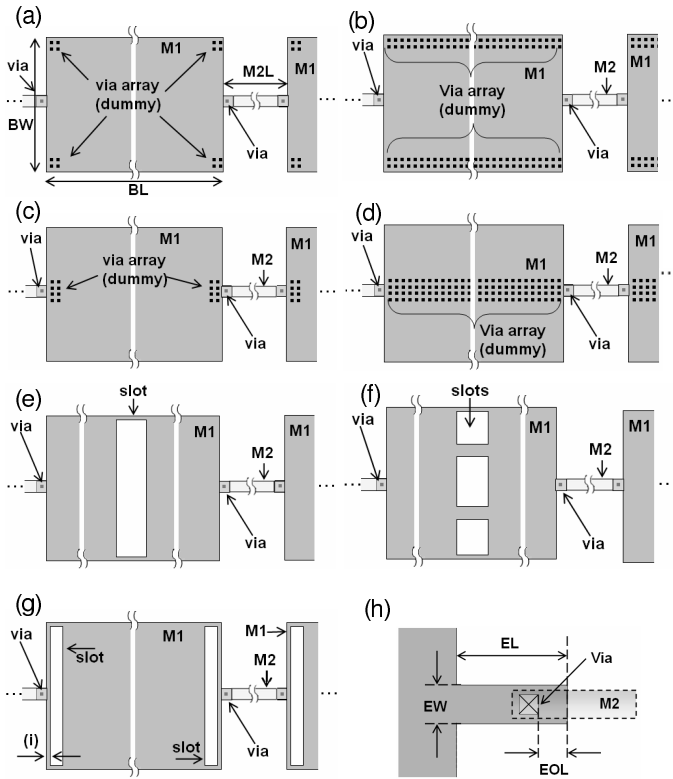 (a)
M1
via
Via array
(dummy)
M2L
M1
...
BW
via
BL
(b)
via
M1
Via array
(dummy)
M2
M1
...
via
(c)
via
M1
via array
(dummy)
M2
M1
...
via
(d)
via
M1
M2
M1
...
Via array
(dummy)
via
(e)
slot
via
M1
M2
M1
...
via
(f)
slots
via
M1
M2
M1
...
via
(g)
via
M1
M1
M2
slot
...
(i)
slot
via
(h)
EL
Via
EW
M2
EOL